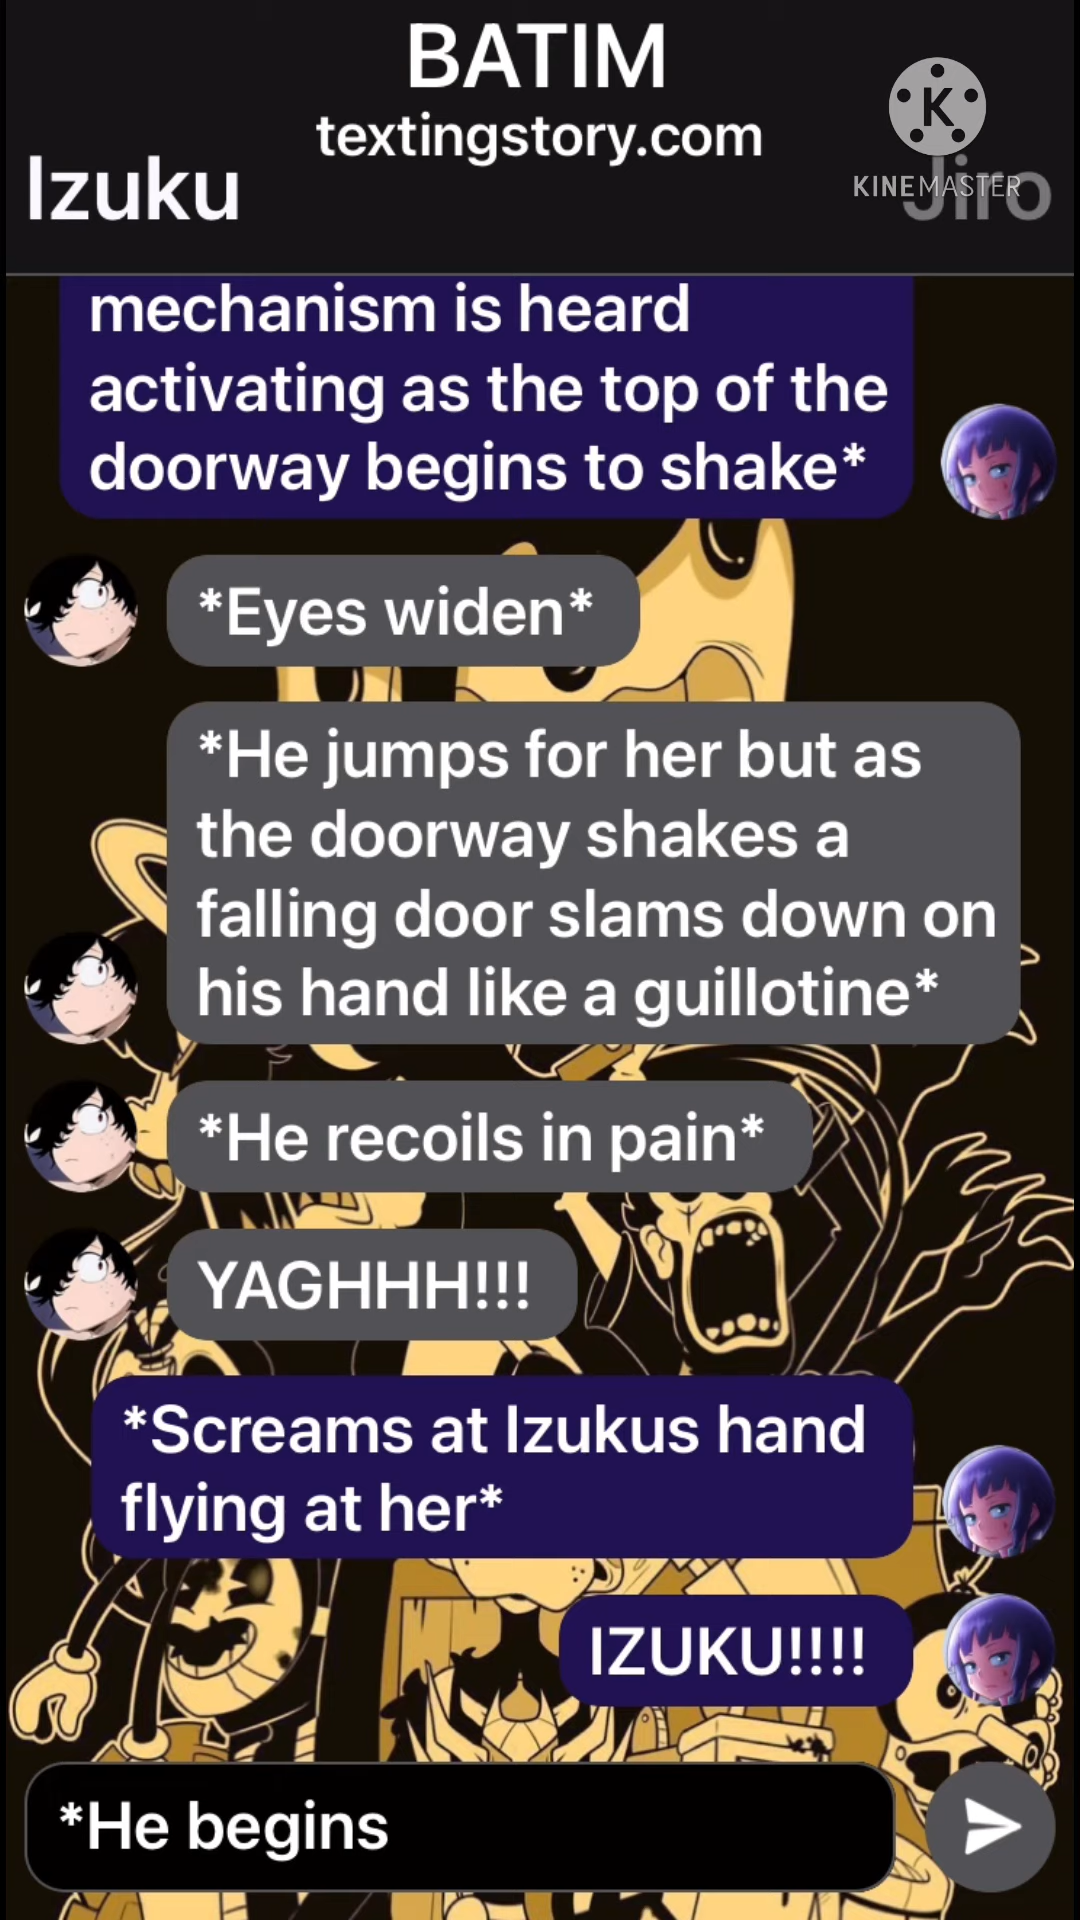 BATIM
textingstory.com
K
KINEMASTER
Izuku
Jiro
mechanism is heard
activating as the top of the
doorway begins to shake*
*Eyes widen*
*He jumps for her but as
the doorway shakes a
falling door slams down on
his hand like a guillotine*
*He recoils in pain*
YAGHHH!!!
*Screams at Izukus hand
flying at her*
IZUKU!!!!
*He begins